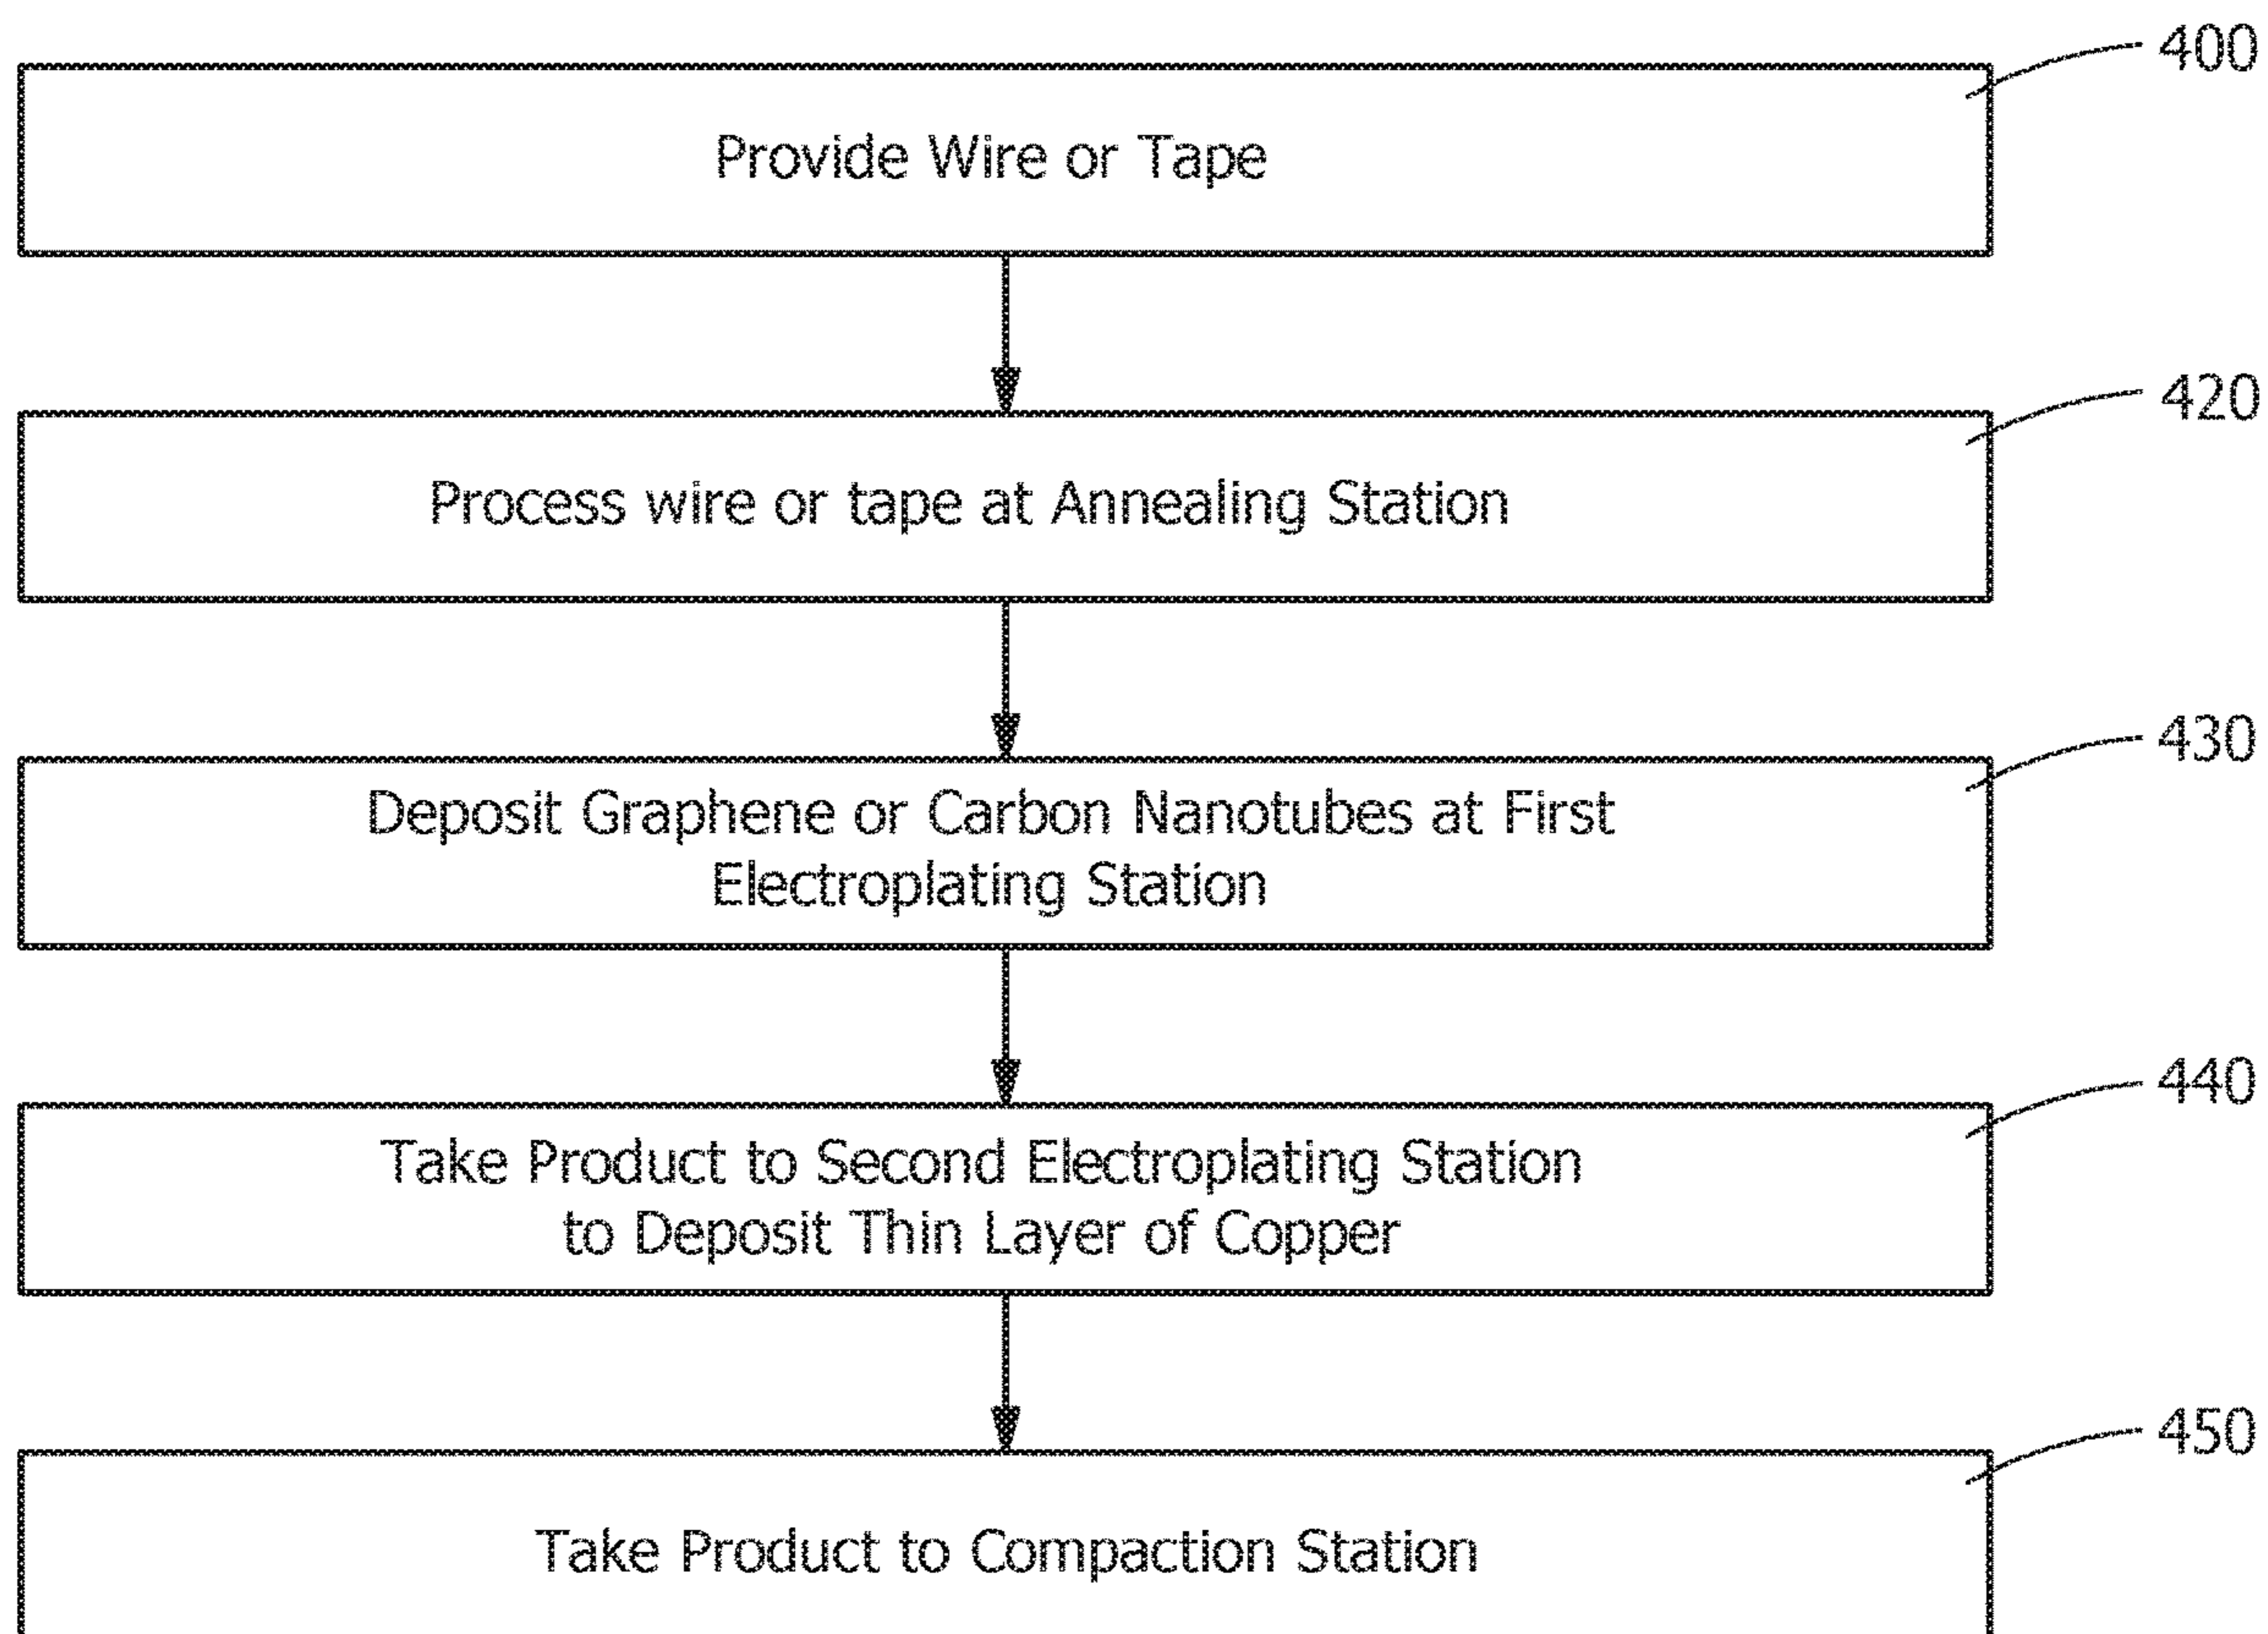 400
Provide Wire or Tape
420
Process wire or tape at Annealing Station
430
Deposit Graphene or Carbon Nanotubes at First
Electroplating Station
440
Take Product to Second Electroplating Station
to Deposit Thin Layer of Copper
450
Take Product to Compaction Station